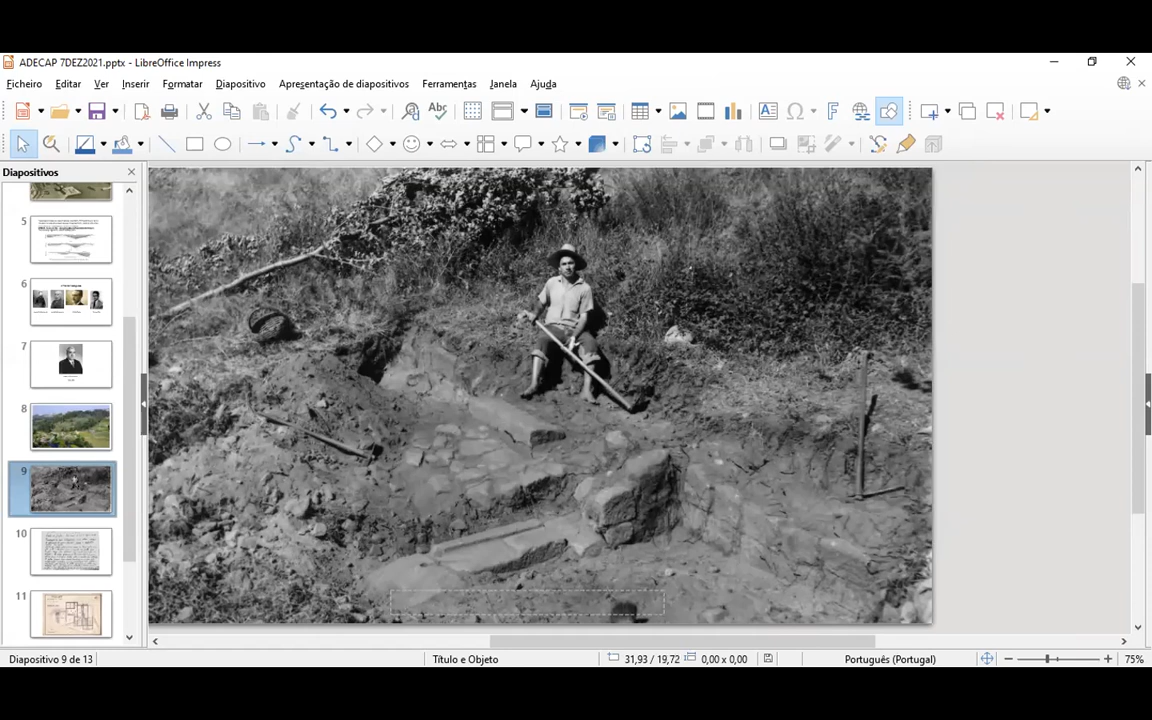 ADECAP 7DEZ2021.pptx - LibreOffice Impress
Ficheiro Editar Ver Inserir Formatar Diapositivo Apresentação de diapositivos Ferramentas Janela Ajuda
Diapositivos
5
6
7
8
9
10
11
Diapositivo 9 de 13
Título e Objeto
31,93 / 19,72
0,00 x 0,00
Português (Portugal)
75%